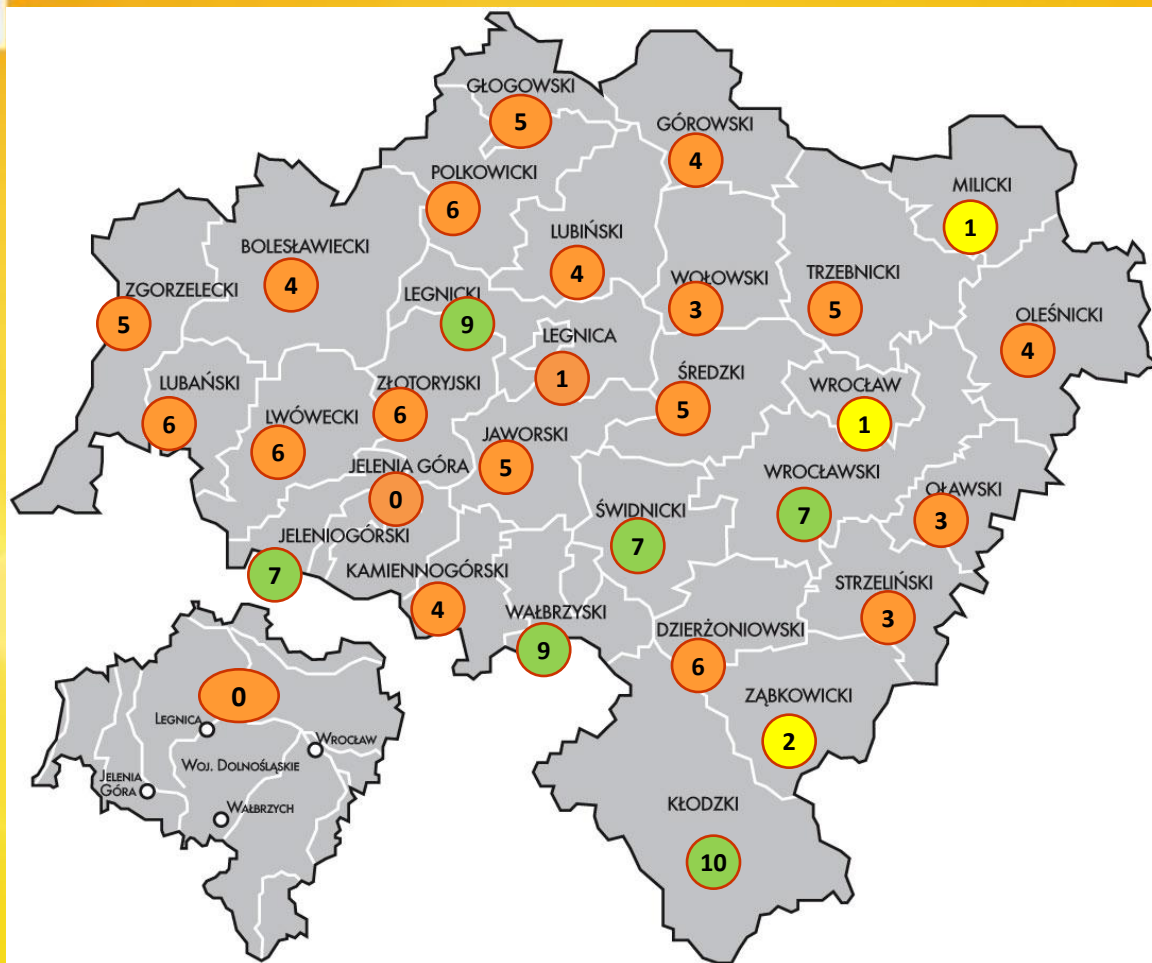 GŁOGOWSKI
5
GÓROWSKI
4
POLKOWICKI
6
MILICKI
1
BOLESŁAWIECKI
4
LUBIŃSKI
4
WOŁOWSKI
3
TRZEBNICKI
5
ZGORZELECKI
5
LEGNICKI
9
OLEŚNICKI
4
LEGNICA
1
LUBAŃSKI
6
LWÓWECKI
6
ZŁOTORYJSKI
6
ŚREDZKI
5
WROCŁAW
1
JAWORSKI
5
JELENIA GÓRA
0
WROCŁAWSKI
7
OŁAWSKI
3
ŚWIDNICKI
7
JELENIOGÓRSKI
7
KAMIENNOGÓRSKI
4
WAŁBRZYSKI
9
STRZELIŃSKI
3
DZIERŻONIOWSKI
6
ZĄBKOWICKI
2
KŁODZKI
10
0
LEGNICA
WROCŁAW
WOJ. DOLNOŚLĄSKIE
JELENIA
GÓRA
WAŁBRZYCH